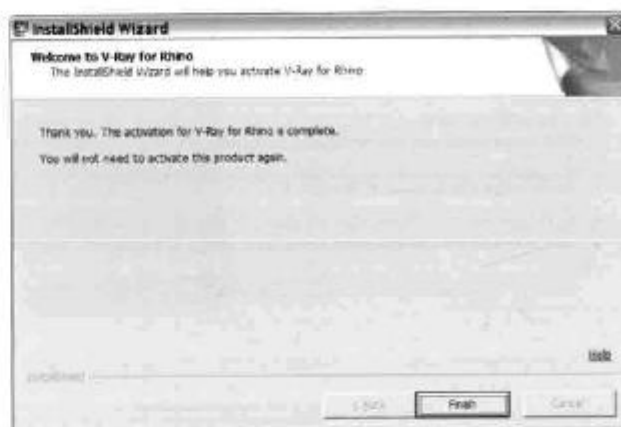 InstallShield Wizard
Welcome to V-Ray for Rhino
The InstallShield Wizard will help you activate V-Ray for Rhino
Thank you. The activation for V-Ray for Rhino is complete.
You will not need to activate this product again.
Help
InstallShield
< Back Finish Cancel